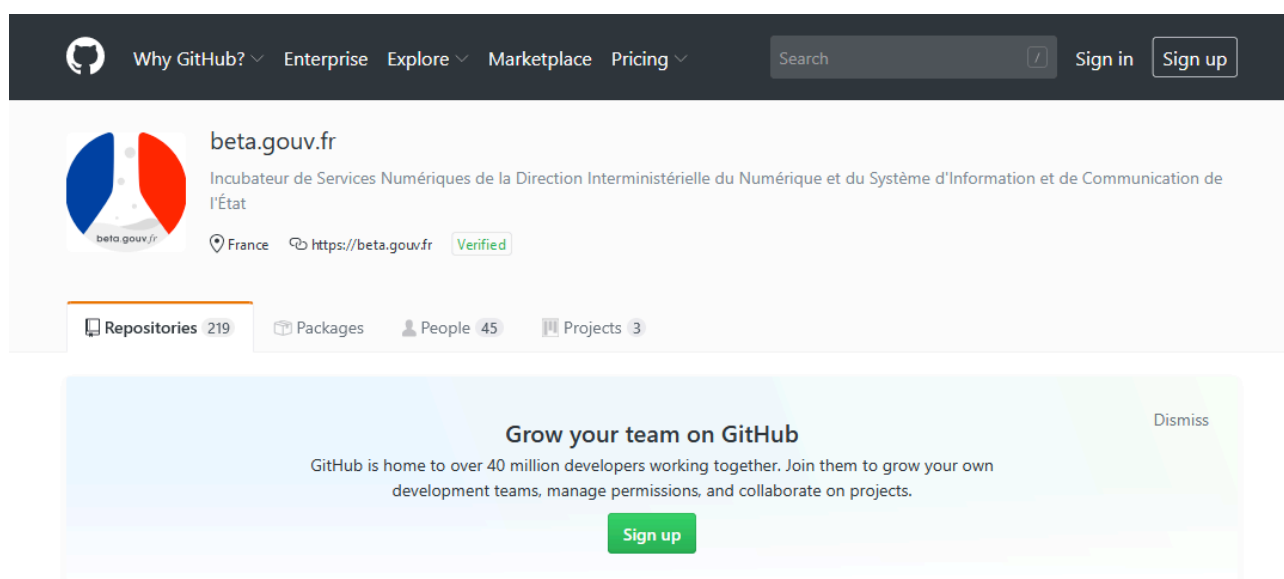 Why GitHub? Enterprise Explore Marketplace Pricing Search / Sign in Sign up
beta.gouv.fr
Incubateur de Services Numériques de la Direction Interministérielle du Numérique et du Système d'Information et de Communication de
l'État
beta.gouv.fr
France https://beta.gouv.fr Verified
Repositories 219 Packages People 45 Projects 3
Grow your team on GitHub
Dismiss
GitHub is home to over 40 million developers working together. Join them to grow your own
development teams, manage permissions, and collaborate on projects.
Sign up